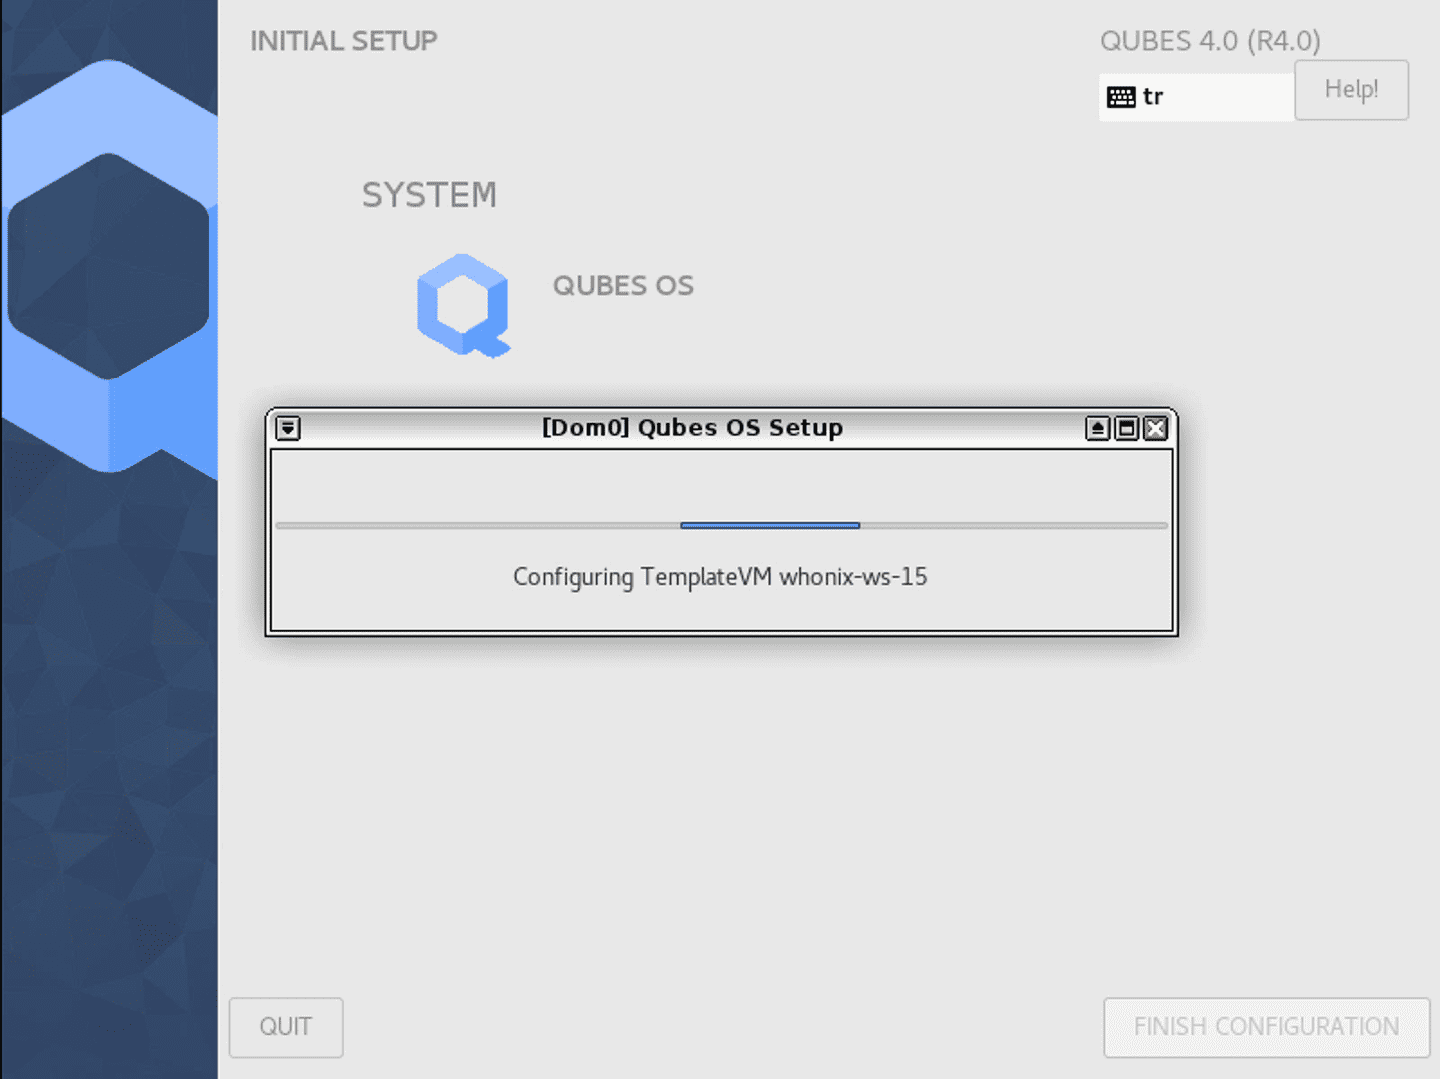 INITIAL SETUP
QUBES 4.0 (R4.0)
tr
Help!
SYSTEM
QUBES OS
[Dom0] Qubes OS Setup
Configuring TemplateVM whonix-ws-15
QUIT
FINISH CONFIGURATION